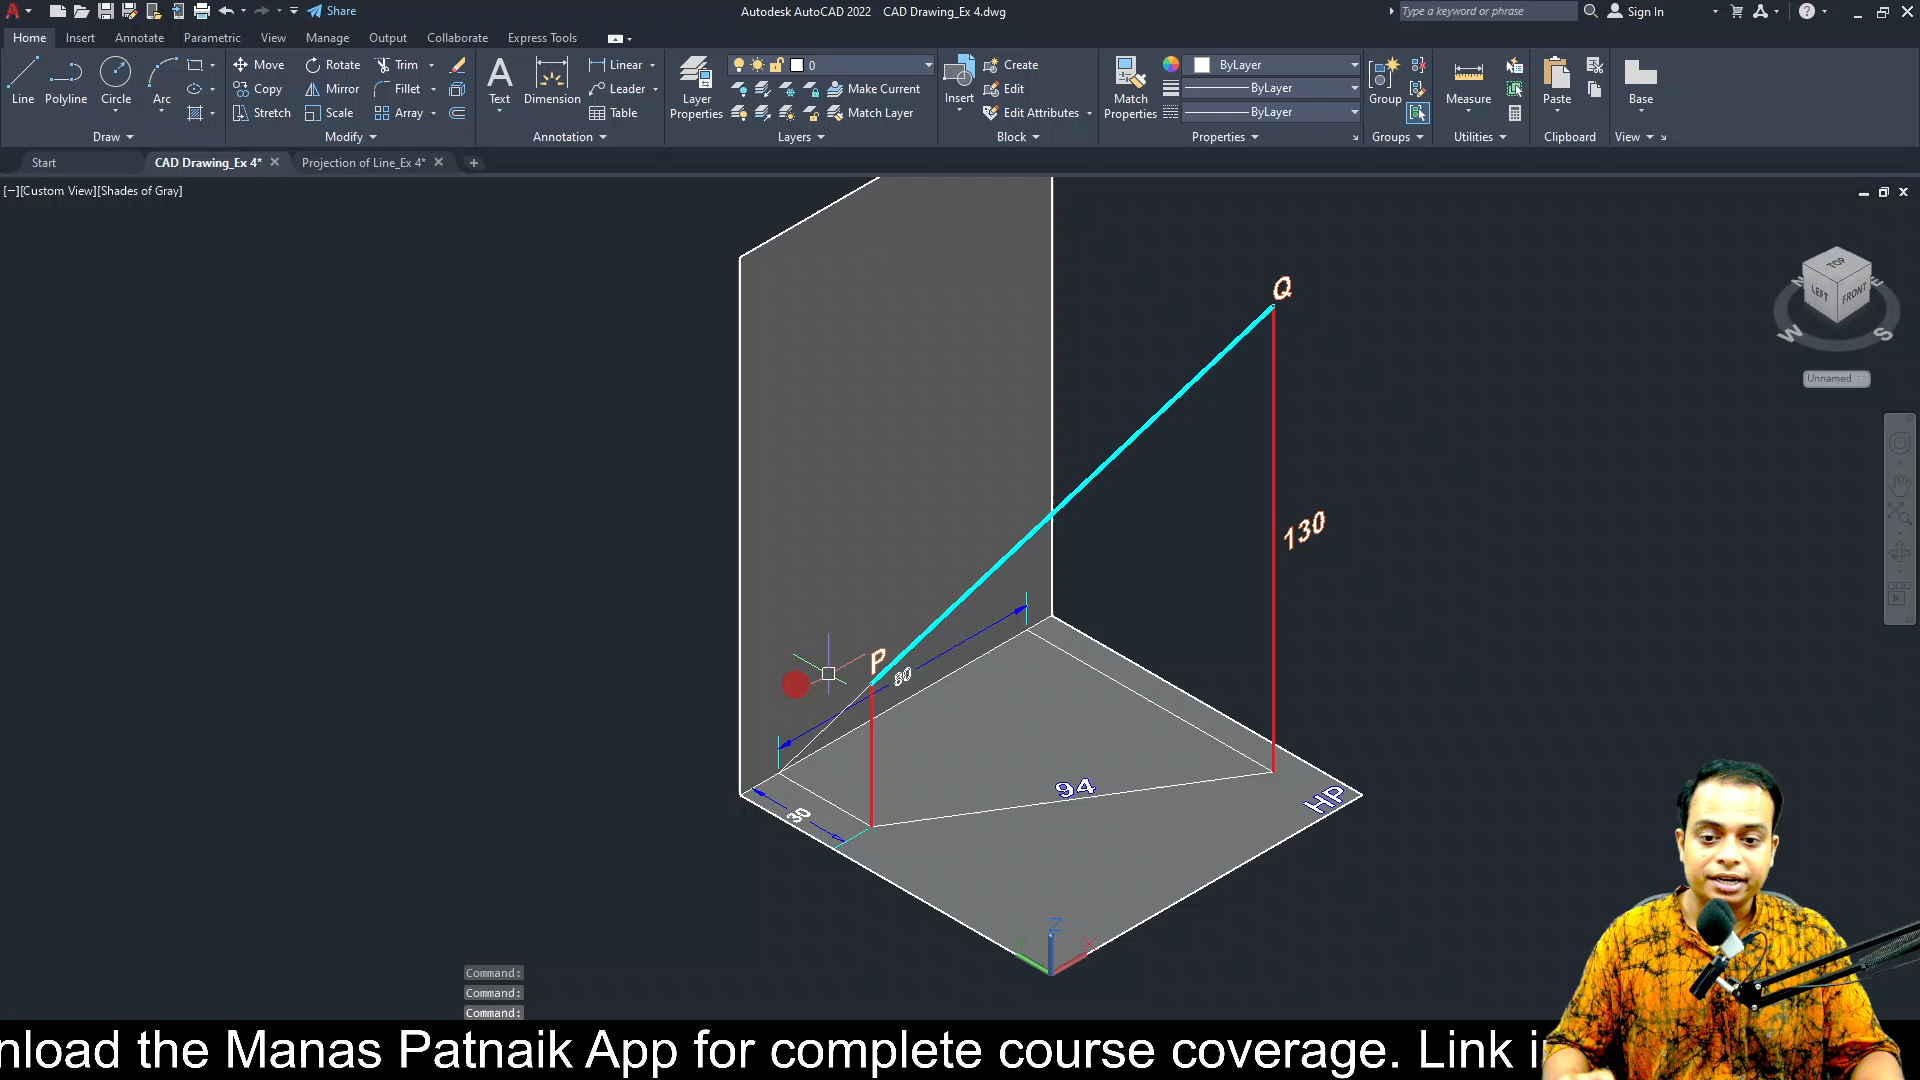 Share
Autodesk AutoCAD 2022 CAD Drawing_Ex 4.dwg
Type a keyword or phrase
Sign In
Home Insert Annotate Parametric View Manage Output Collaborate Express Tools
Line Polyline Circle Arc
Move Rotate Trim
Copy Mirror Fillet
Stretch Scale Array
Text Dimension
Linear
Leader
Table
Layer Properties
0
Make Current
Match Layer
Insert
Create
Edit
Edit Attributes
Match Properties
ByLayer
ByLayer
ByLayer
Group
Measure
Paste
Base
Draw Modify Annotation Layers Block Properties Groups Utilities Clipboard View
Start CAD Drawing_Ex 4* Projection of Line_Ex 4*
[−][Custom View][Shades of Gray]
TOP
LEFT FRONT
W S
Unnamed
Q
130
P
80
94
30
HP
Z
X
Command:
Command:
Command:
nload the Manas Patnaik App for complete course coverage. Link i